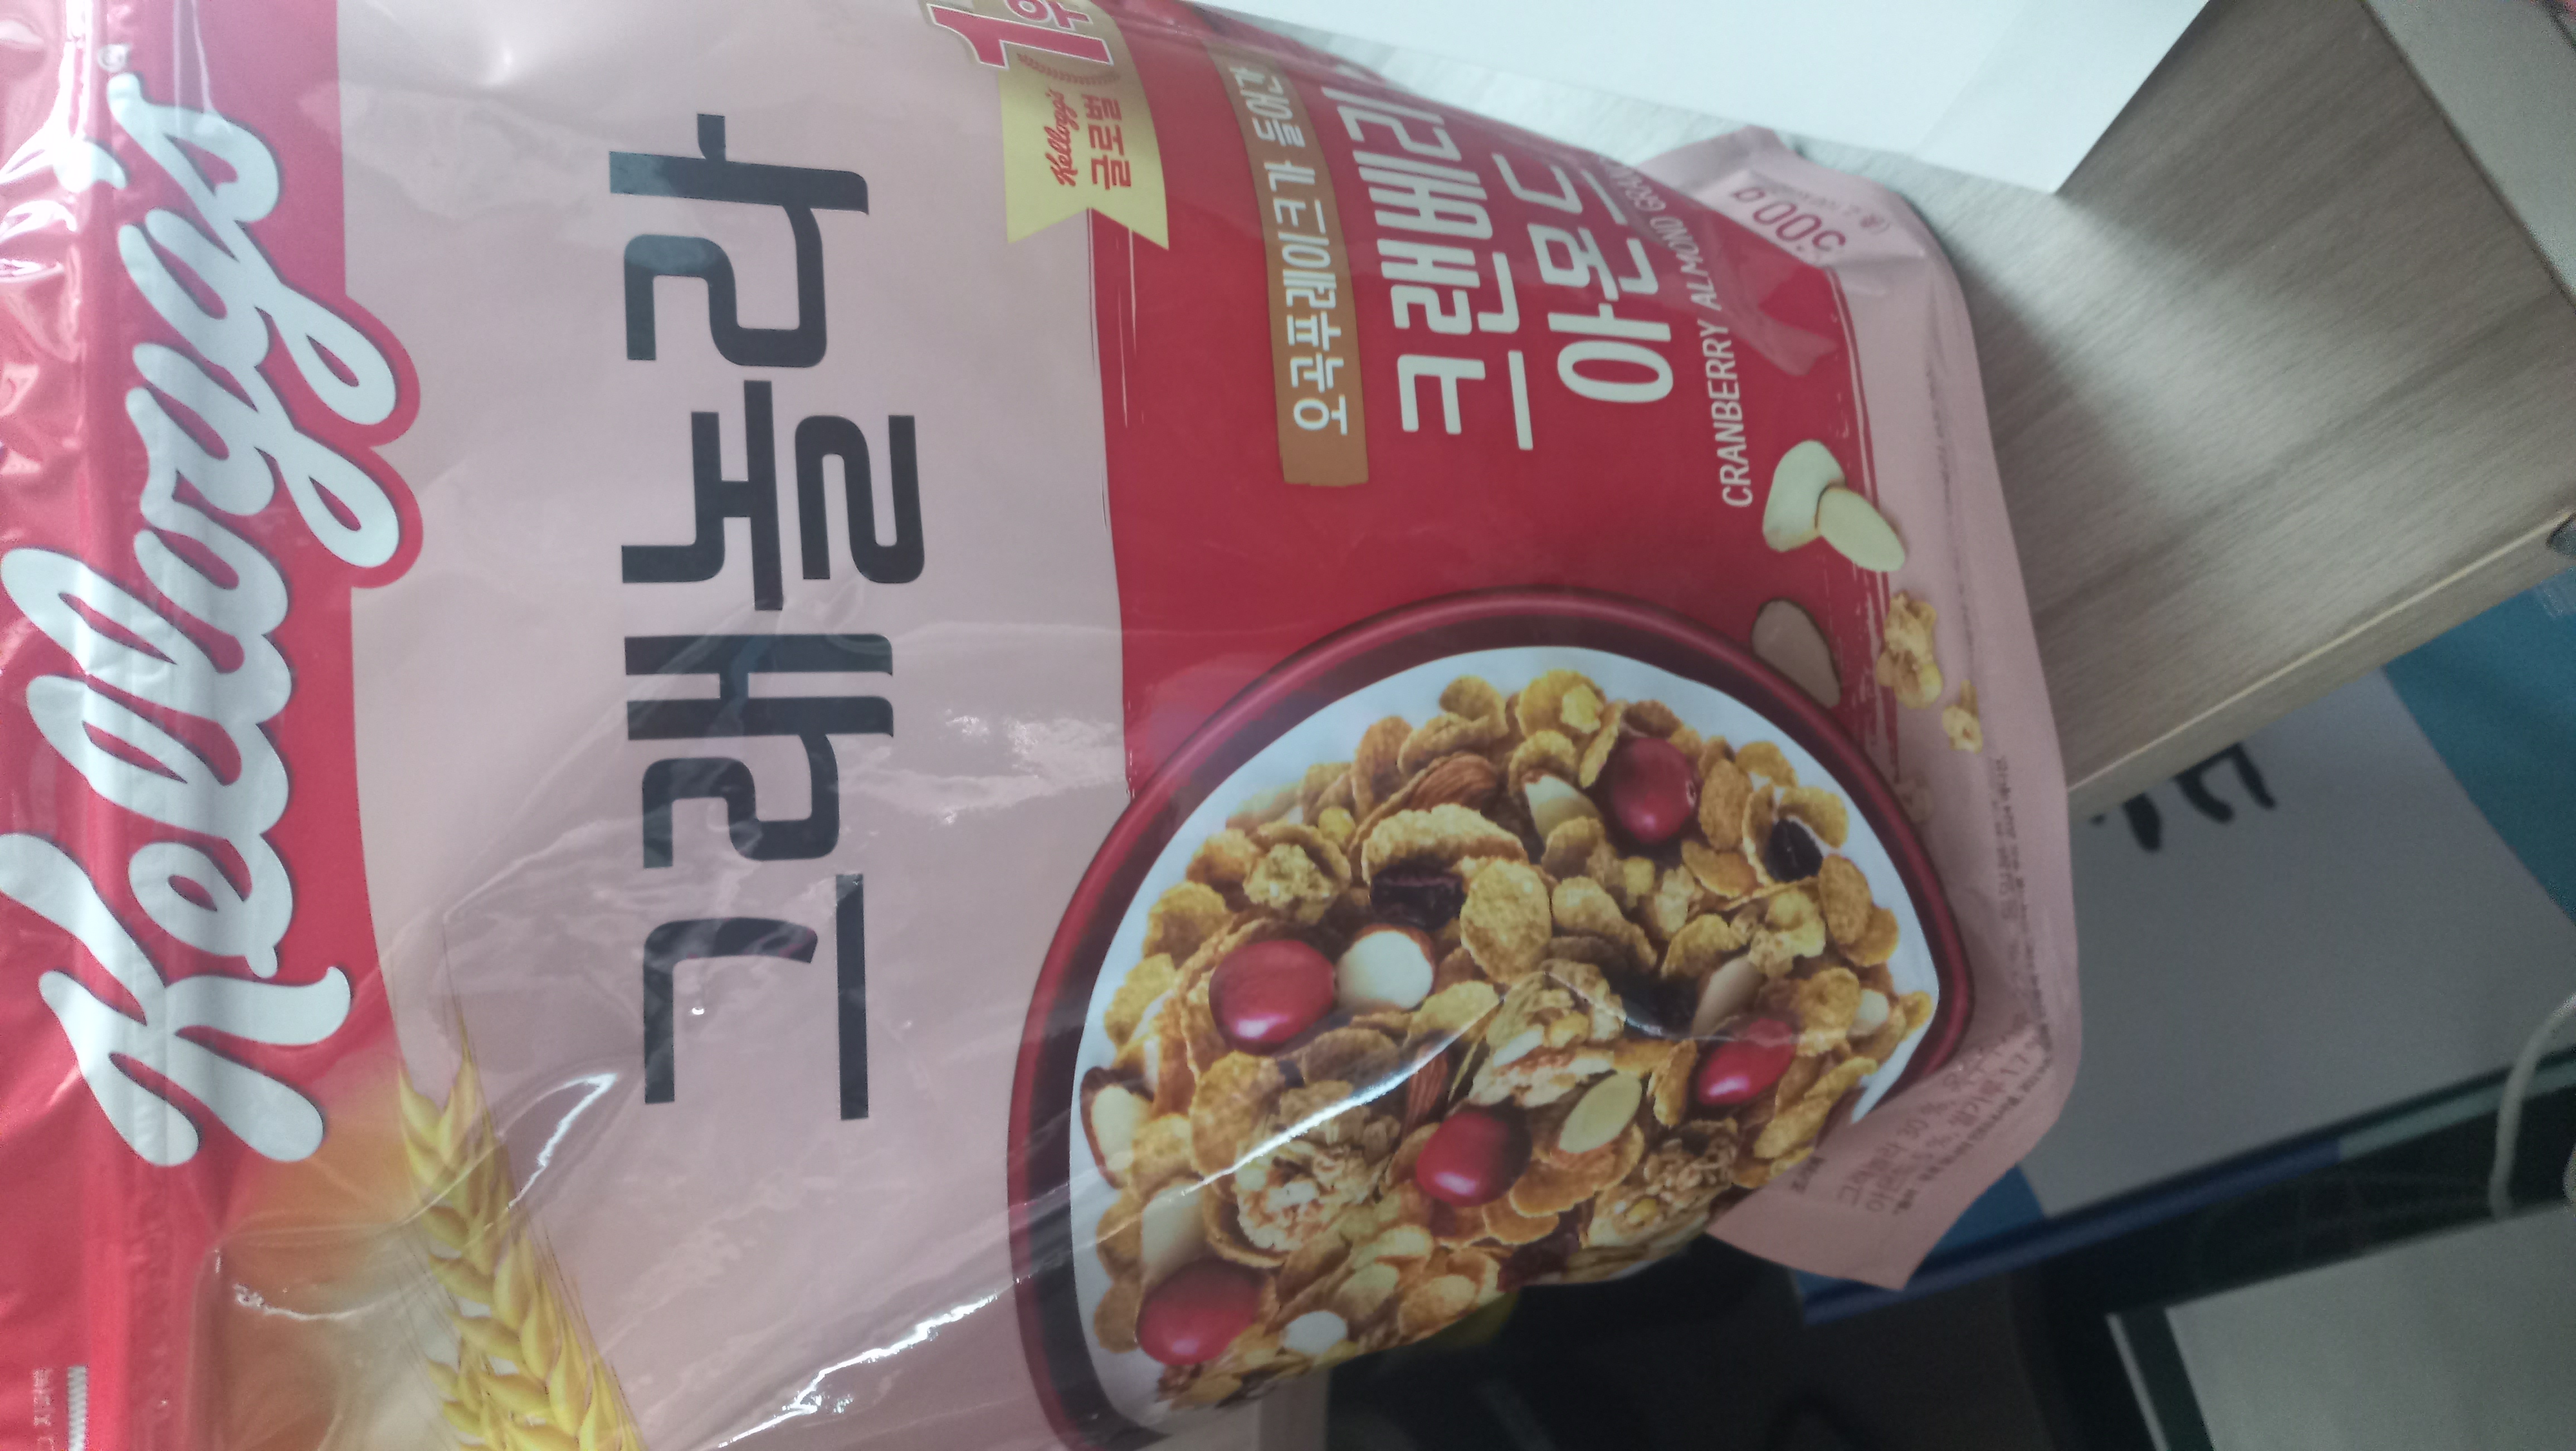 Kellogg's
그래놀라
1위
Kellogg's
글로벌
오곡푸레이크가 들어간
크랜베리
아몬드
CRANBERRY ALMOND
500 g